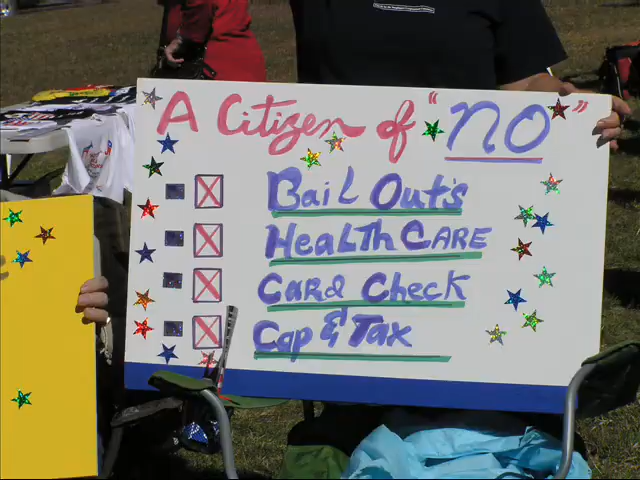 A Citizen of "NO"
BaiL Out's
HeaLTh CARE
Card Check
Cap & Tax